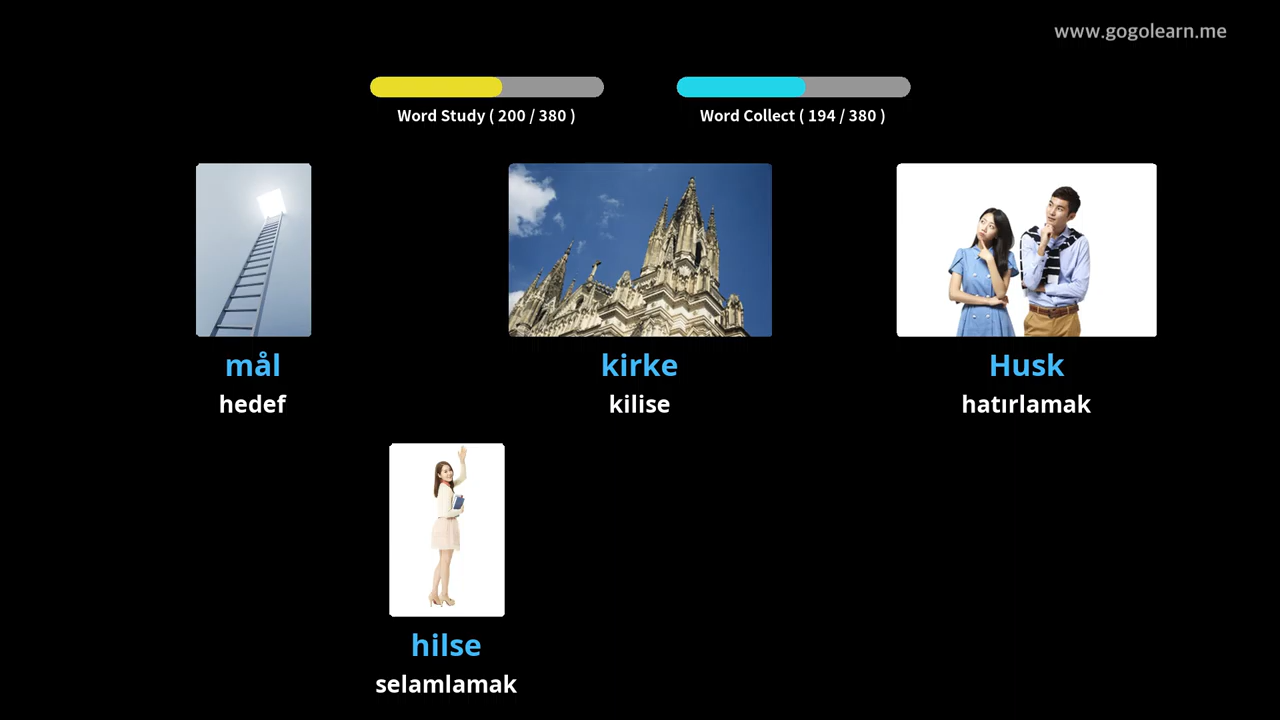 www.gogolearn.me
Word Study ( 200 / 380 )
Word Collect ( 194 / 380 )
mål
hedef
kirke
kilise
Husk
hatırlamak
hilse
selamlamak